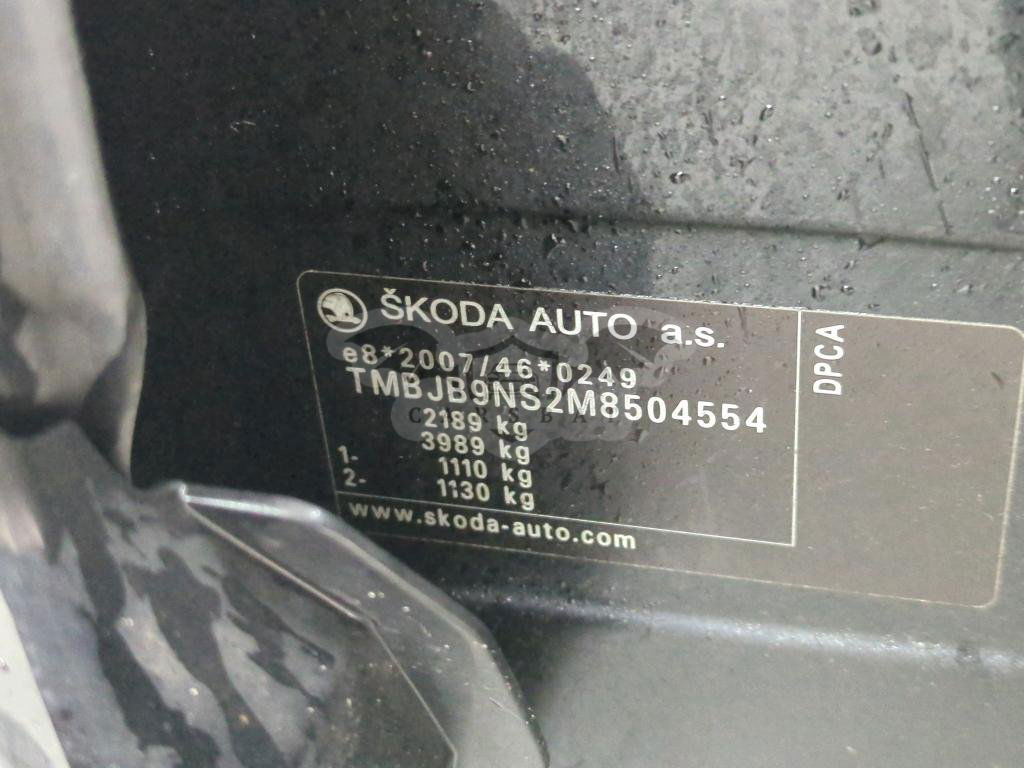 ŠKODA AUTO a.s.
e8*2007/46*0249
TMBJB9NS2M8504554
2189 kg
3989 kg
1- 1110 kg
2- 1130 kg
www.skoda-auto.com
DPCA